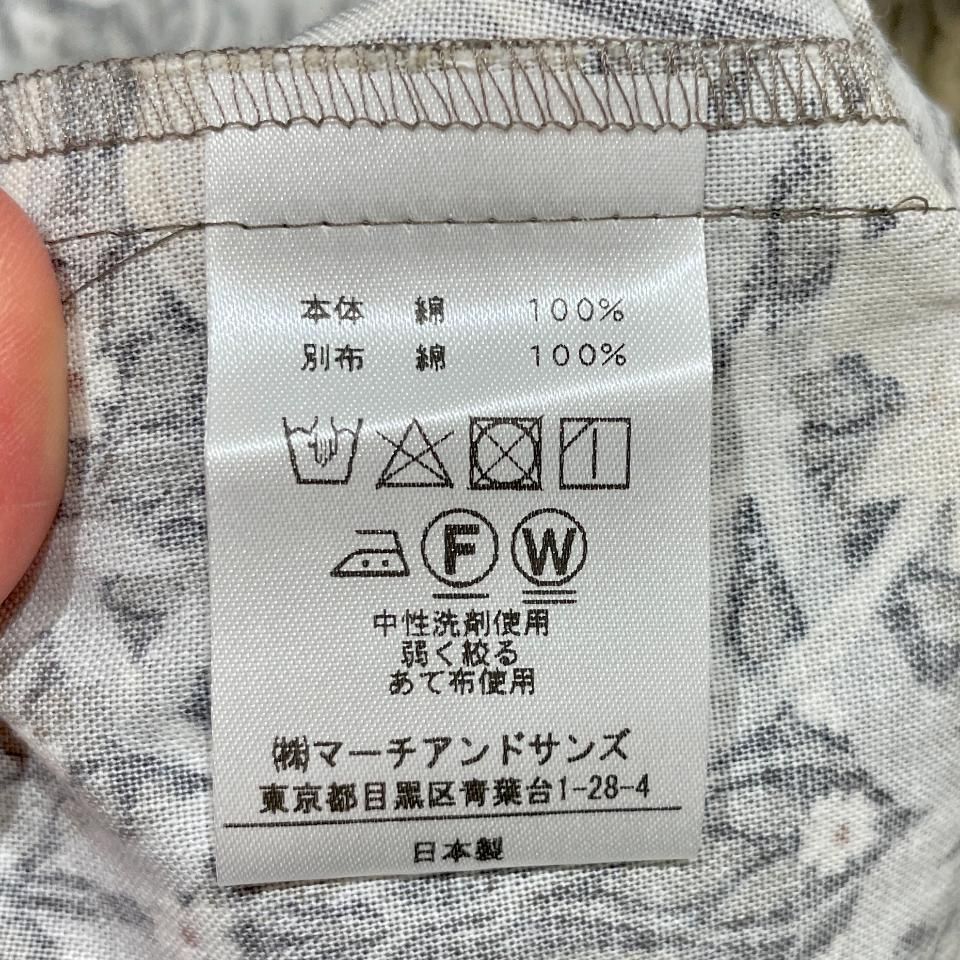 本体 綿 100%
別布 綿 100%
F W
中性洗剤使用
弱く絞る
あて布使用
㈱マーチアンドサンズ
東京都目黒区青葉台1-28-4
日本製